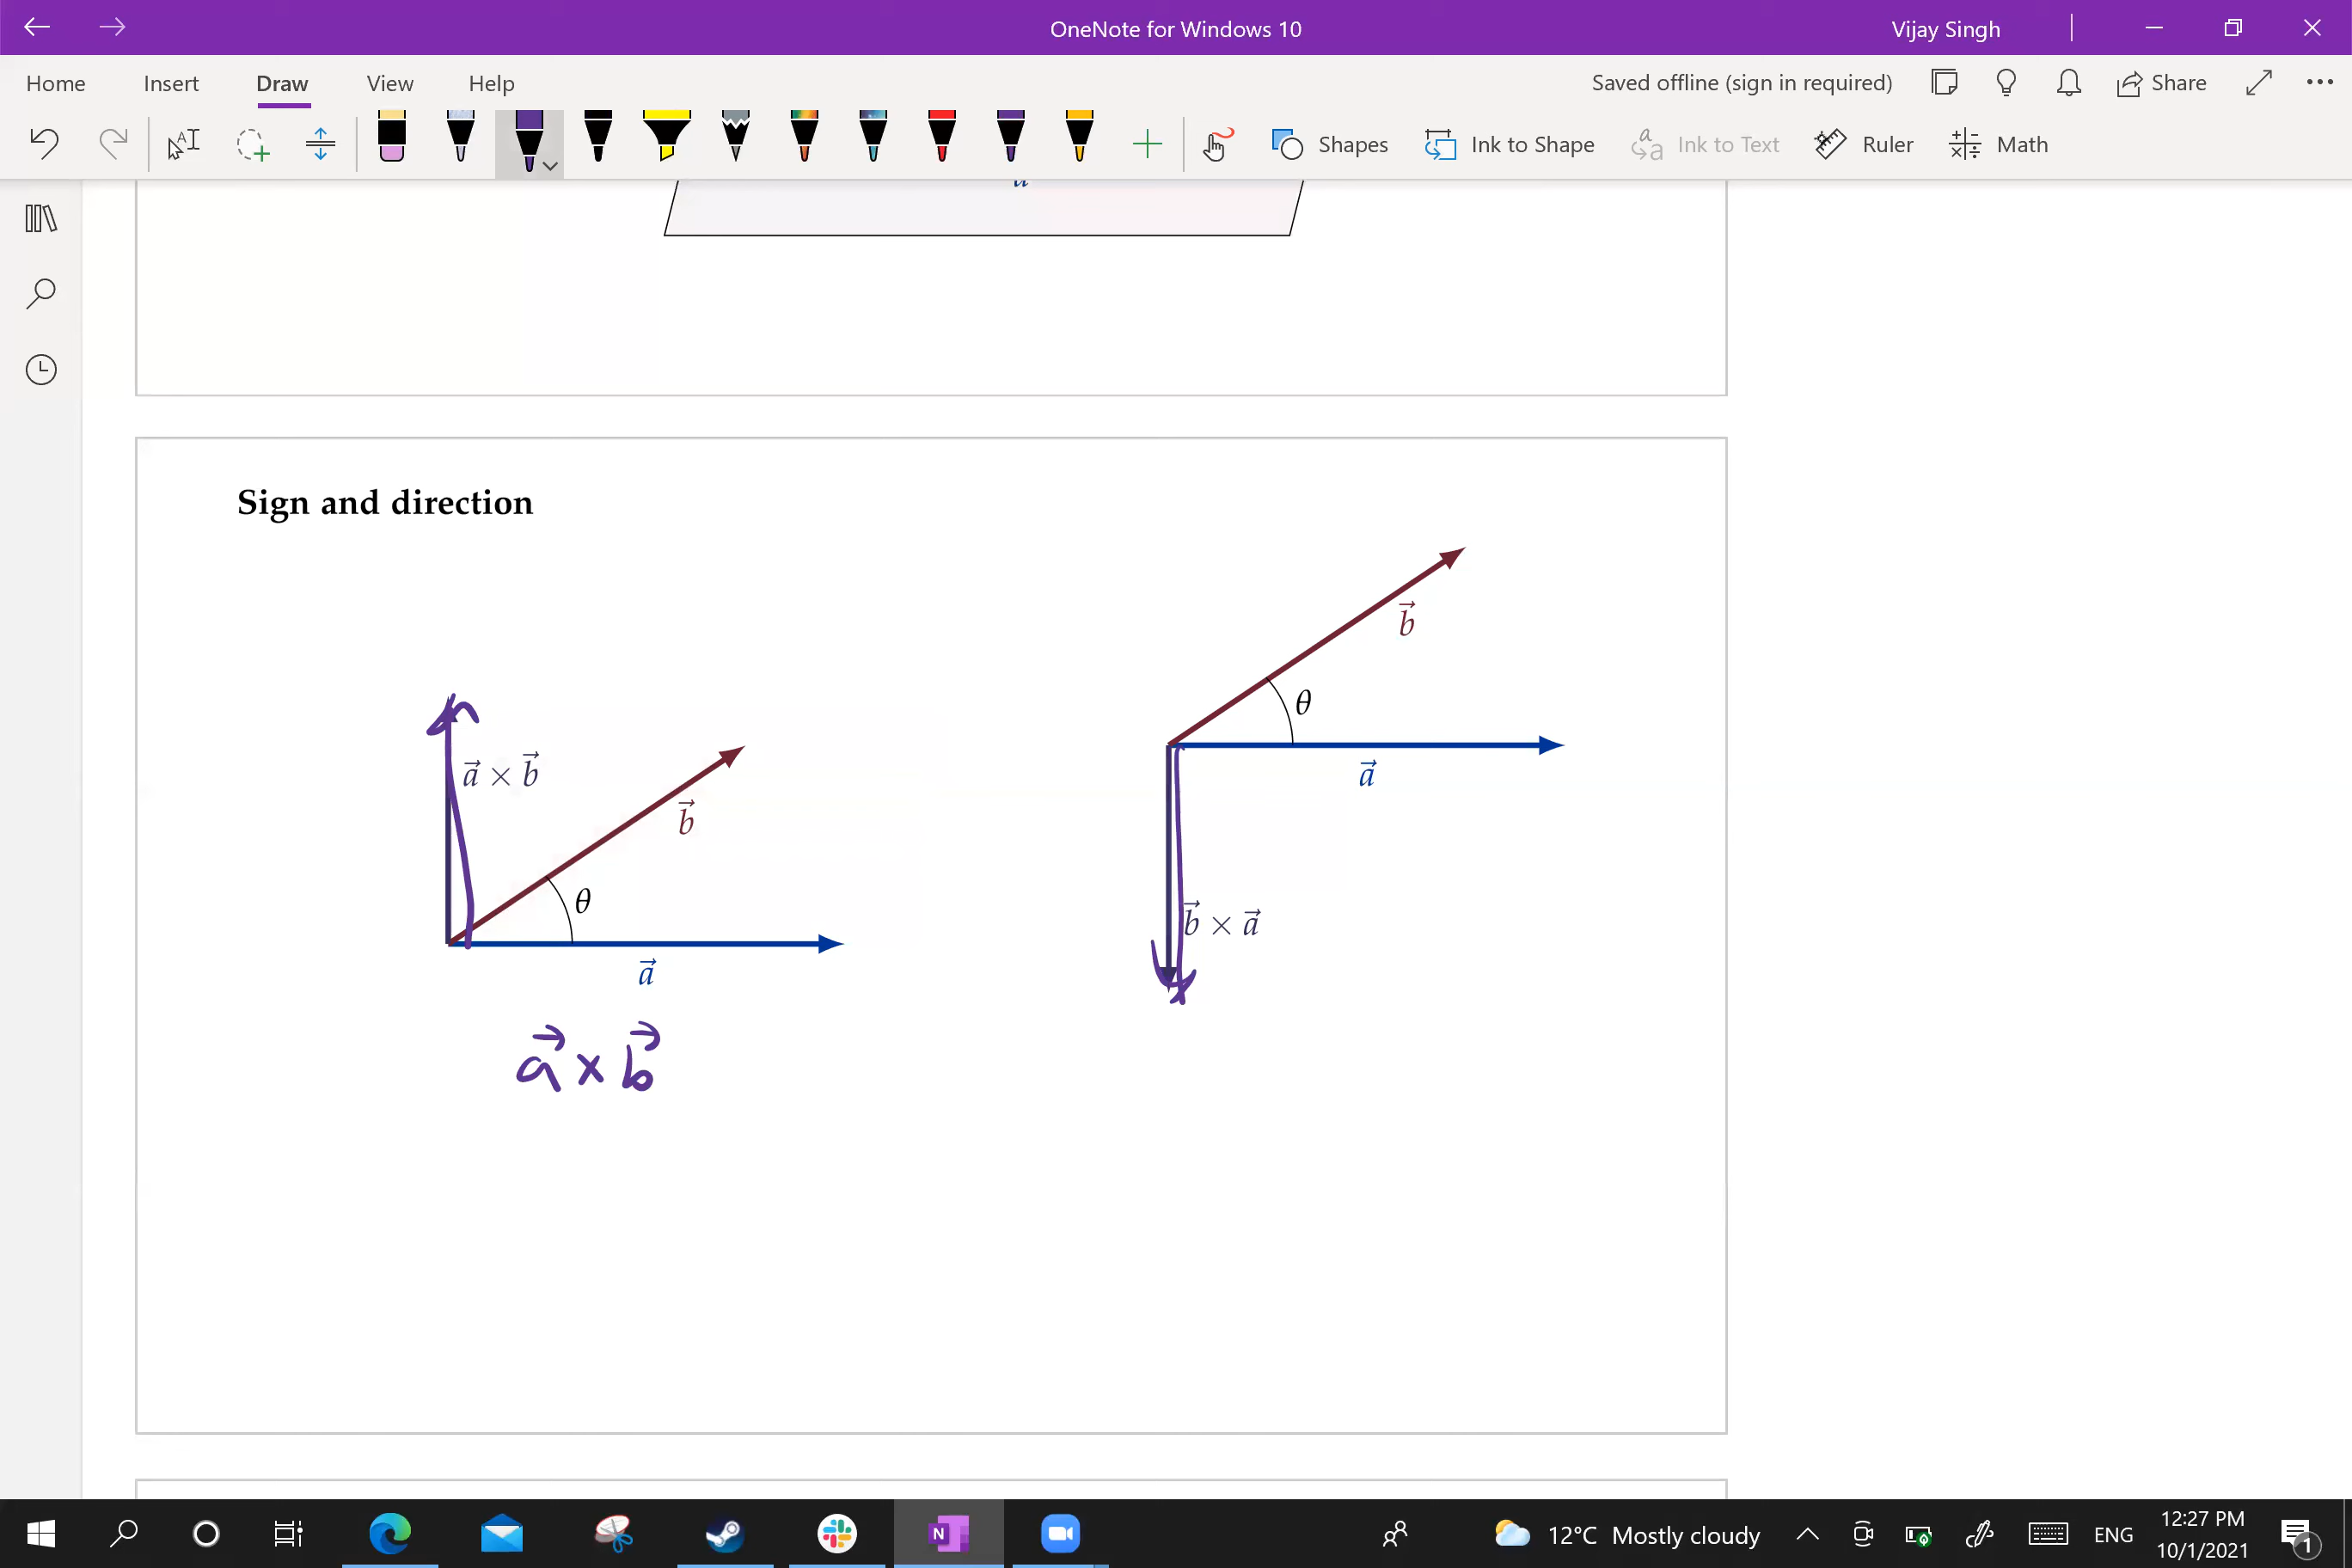 OneNote for Windows 10 Vijay Singh
Home Insert Draw View Help Saved offline (sign in required) Share
Shapes Ink to Shape Ink to Text Ruler Math
Sign and direction
b⃗
θ
a⃗
a⃗ × b⃗
b⃗
θ
a⃗
b⃗ × a⃗
a⃗ × b⃗
12°C Mostly cloudy ENG 12:27 PM
10/1/2021
1